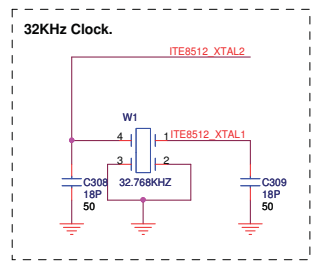 32KHz Clock.
ITE8512_XTAL2
W1
4 1 ITE8512_XTAL1
3 2
C308 32.768KHZ C309
18P 18P
50 50